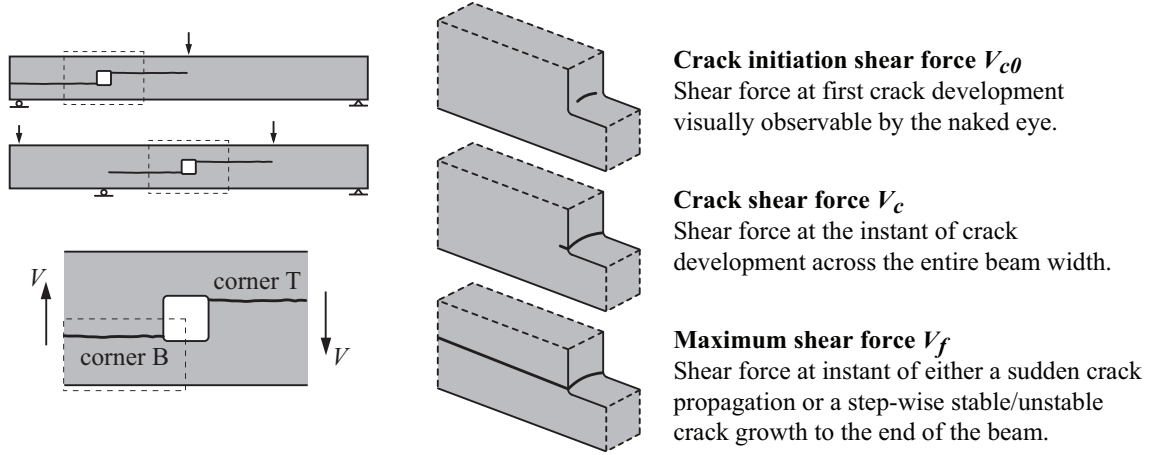 Crack initiation shear force Vc0
Shear force at first crack development
visually observable by the naked eye.
Crack shear force Vc
Shear force at the instant of crack
development across the entire beam width.
Maximum shear force Vf
Shear force at instant of either a sudden crack
propagation or a step-wise stable/unstable
crack growth to the end of the beam.
V
corner T
corner B
V